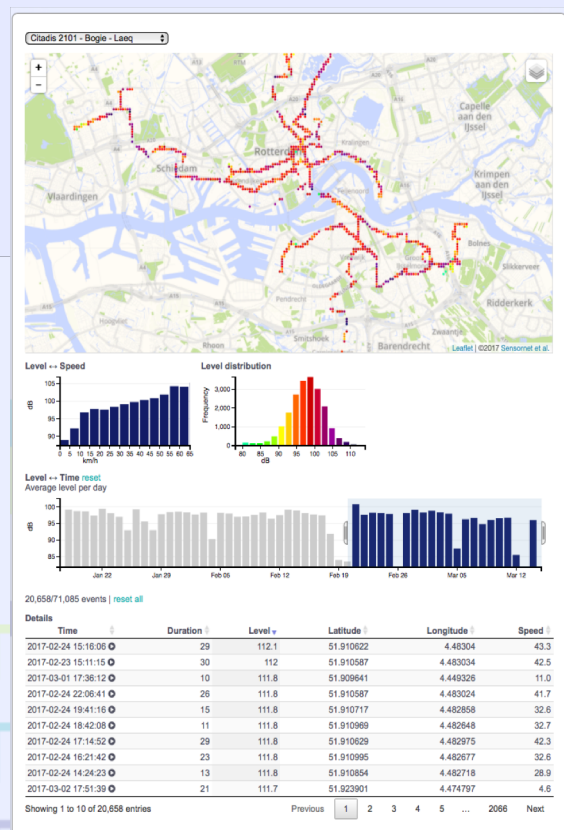 Citadis 2101 - Bogie - Laeq
+
−
A4
A20
A13
A20
A16
Capelle
aan den
IJssel
Kralingen
Rotterdam
Schiedam
Krimpen
aan den
IJssel
Vlaardingen
Feijenoord
Bolnes
Slikkerveer
Ridderkerk
Pendrecht
A15
A15
Hoogvliet
Smitshoek
Zwaantje
Rhoon
Barendrecht
Leaflet | ©2017 Sensornet et al.
Level ↔ Speed
Level distribution
105
100
95
90
dB
0 5 10 15 20 25 30 35 40 45 50 55 60 65
km/h
3,000
2,000
1,000
0
Frequency
80 85 90 95 100 105 110
dB
Level ↔ Time reset
Average level per day
100
95
90
85
dB
Jan 22 Jan 29 Feb 05 Feb 12 Feb 19 Feb 26 Mar 05 Mar 12
20,658/71,085 events | reset all
Details
Time Duration Level Latitude Longitude Speed
2017-02-24 15:16:06 29 112.1 51.910622 4.48304 43.3
2017-02-23 15:11:15 30 112 51.910587 4.483034 42.5
2017-03-01 17:36:12 10 111.8 51.909641 4.449326 11.0
2017-02-24 22:06:41 26 111.8 51.910587 4.483024 41.7
2017-02-24 19:41:16 15 111.8 51.910717 4.482858 32.6
2017-02-24 18:42:08 11 111.8 51.910969 4.482648 32.7
2017-02-24 17:14:52 29 111.8 51.910629 4.482975 42.3
2017-02-24 16:21:42 23 111.8 51.910995 4.482677 32.6
2017-02-24 14:24:23 13 111.8 51.910854 4.482718 28.9
2017-03-02 17:51:39 21 111.7 51.923901 4.474797 4.6
Showing 1 to 10 of 20,658 entries
Previous 1 2 3 4 5 ... 2066 Next